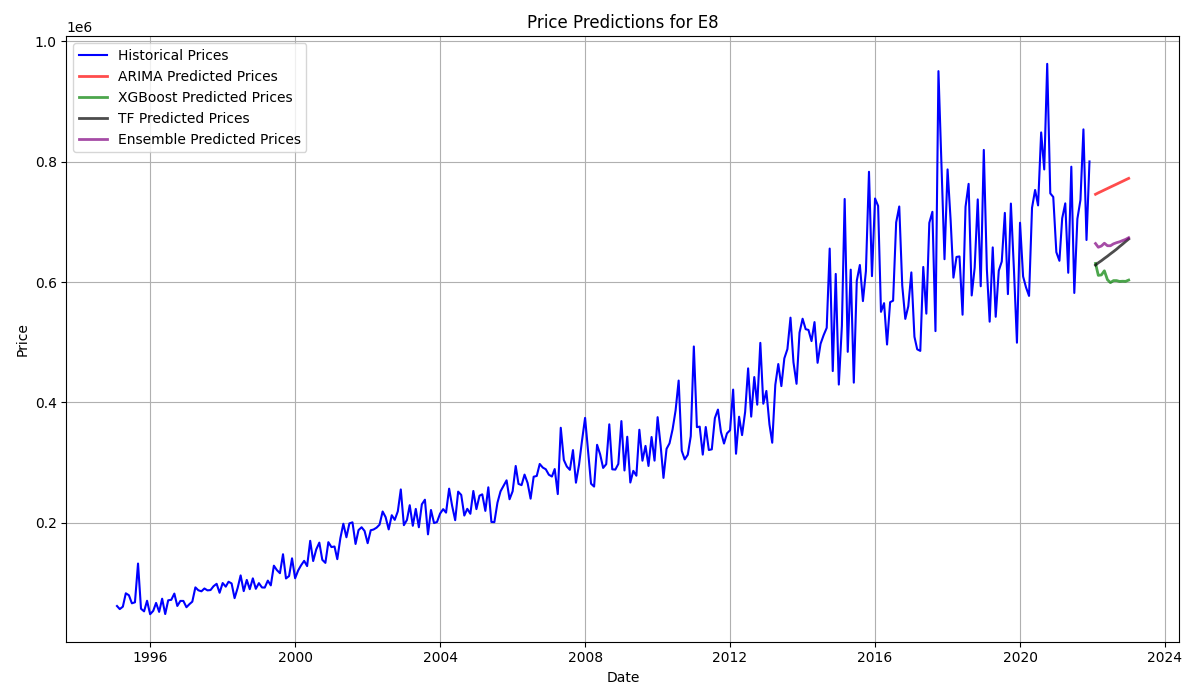 Price Predictions for E8
1e6
1.0
0.8
0.6
0.4
0.2
Price
Historical Prices
ARIMA Predicted Prices
XGBoost Predicted Prices
TF Predicted Prices
Ensemble Predicted Prices
1996 2000 2004 2008 2012 2016 2020 2024
Date